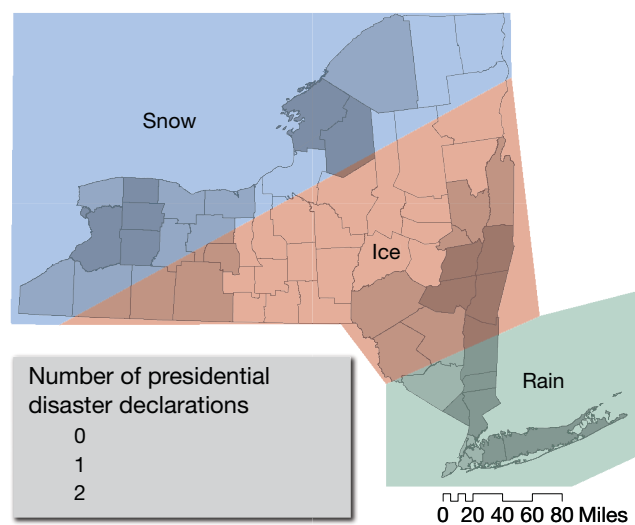 Snow
Ice
Rain
Number of presidential
disaster declarations
0
1
2
0 20 40 60 80 Miles